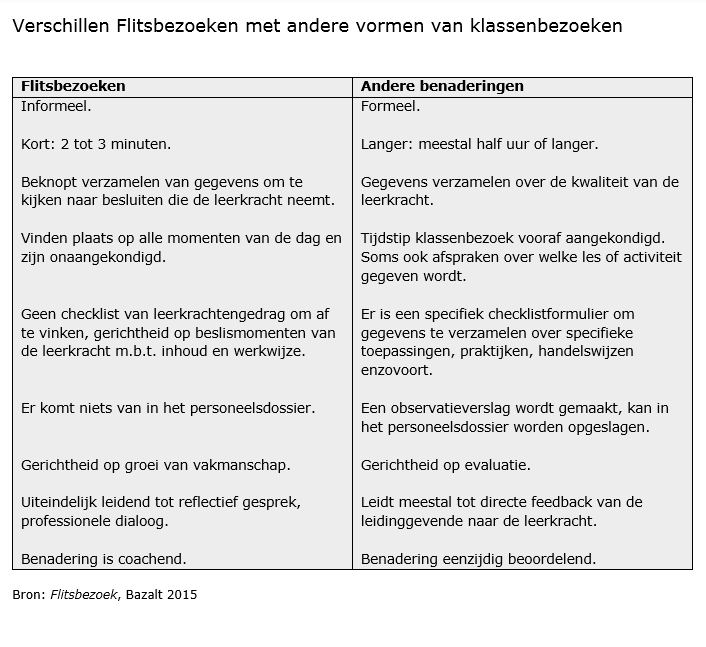 Verschillen Flitsbezoeken met andere vormen van klassenbezoeken
Flitsbezoeken
Andere benaderingen
Informeel.
Formeel.
Kort: 2 tot 3 minuten.
Langer: meestal half uur of langer.
Beknopt verzamelen van gegevens om te
kijken naar besluiten die de leerkracht neemt.
Gegevens verzamelen over de kwaliteit van de
leerkracht.
Vinden plaats op alle momenten van de dag en
zijn onaangekondigd.
Tijdstip klassenbezoek vooraf aangekondigd.
Soms ook afspraken over welke les of activiteit
gegeven wordt.
Geen checklist van leerkrachtengedrag om af
te vinken, gerichtheid op beslismomenten van
de leerkracht m.b.t. inhoud en werkwijze.
Er is een specifiek checklistformulier om
gegevens te verzamelen over specifieke
toepassingen, praktijken, handelswijzen
enzovoort.
Er komt niets van in het personeelsdossier.
Een observatieverslag wordt gemaakt, kan in
het personeelsdossier worden opgeslagen.
Gerichtheid op groei van vakmanschap.
Gerichtheid op evaluatie.
Uiteindelijk leidend tot reflectief gesprek,
professionele dialoog.
Leidt meestal tot directe feedback van de
leidinggevende naar de leerkracht.
Benadering is coachend.
Benadering eenzijdig beoordelend.
Bron: Flitsbezoek, Bazalt 2015